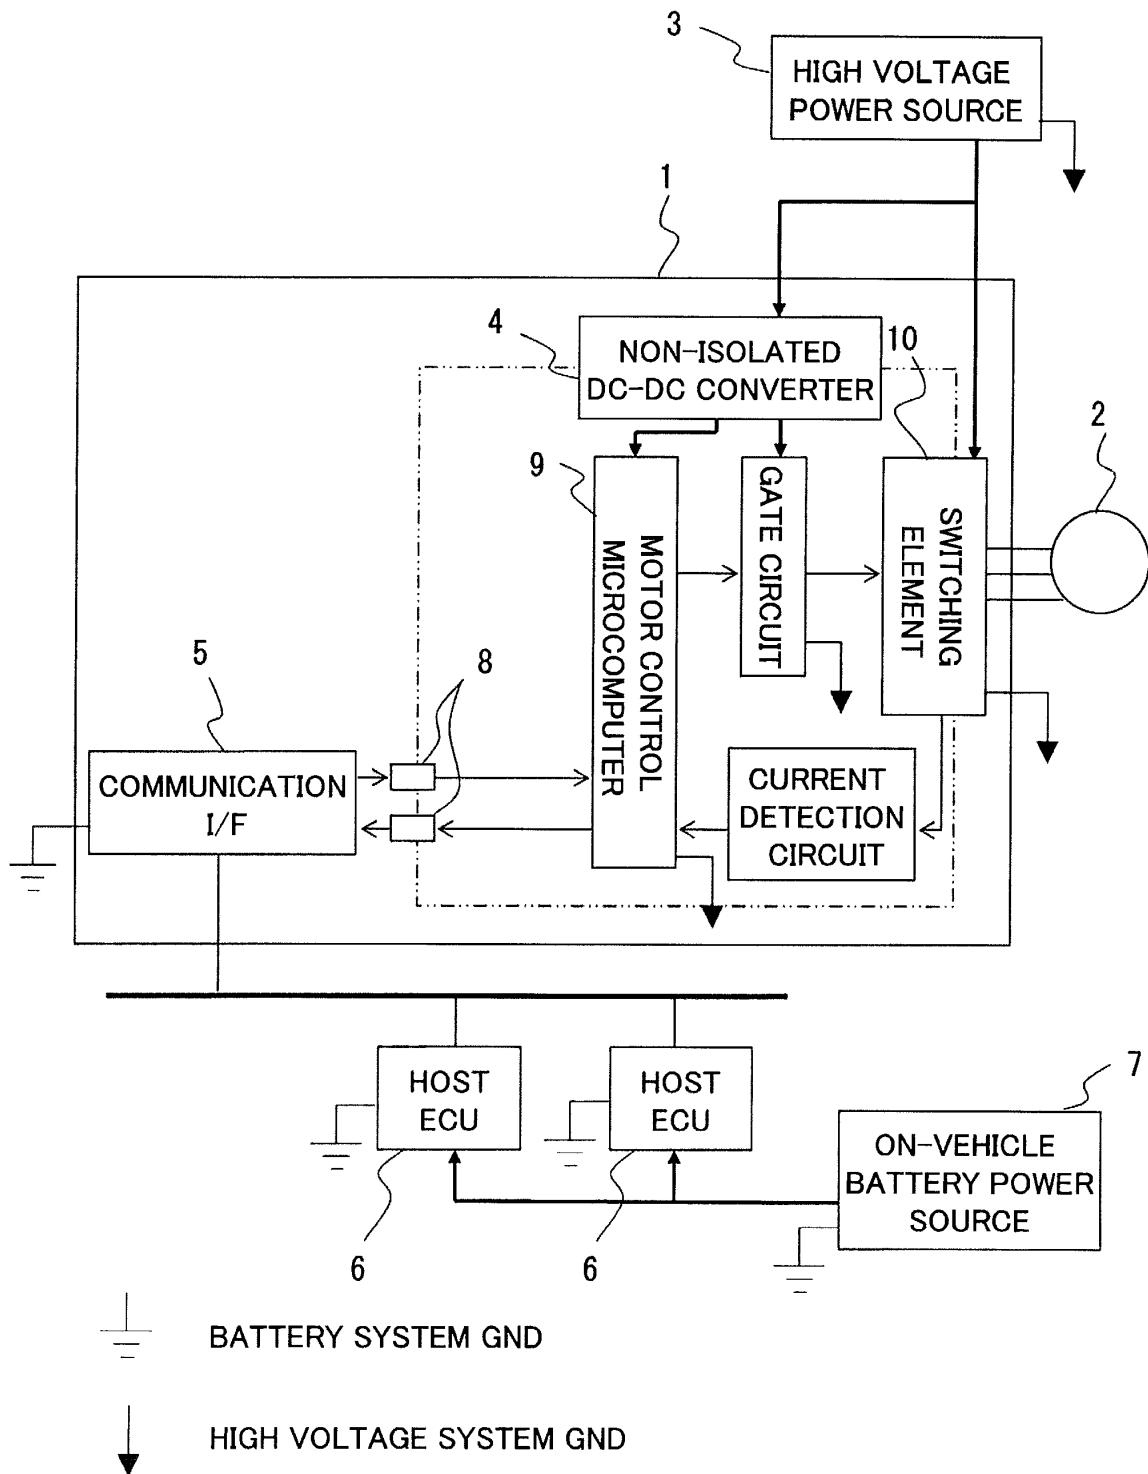 3
HIGH VOLTAGE
POWER SOURCE
1
4
NON-ISOLATED
DC-DC CONVERTER
10
2
9
MOTOR CONTROL
MICROCOMPUTER
GATE CIRCUIT
SWITCHING
ELEMENT
5
8
COMMUNICATION
I/F
CURRENT
DETECTION
CIRCUIT
HOST
ECU
HOST
ECU
7
ON-VEHICLE
BATTERY POWER
SOURCE
6
6
BATTERY SYSTEM GND
HIGH VOLTAGE SYSTEM GND